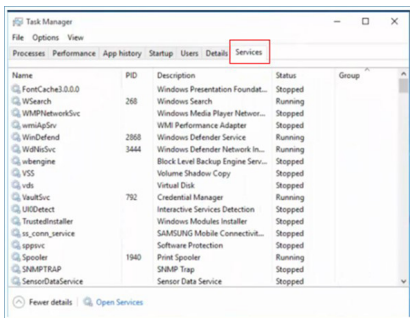 Task Manager
File Options View
Processes Performance App history Startup Users Details Services
Name PID Description Status Group
FontCache3.0.0.0 Windows Presentation Foundat... Stopped
WSearch 268 Windows Search Running
WMPNetworkSvc Windows Media Player Networ... Stopped
wmiApSrv WMI Performance Adapter Stopped
WinDefend 2868 Windows Defender Service Running
WdNisSvc 3444 Windows Defender Network In... Running
wbengine Block Level Backup Engine Serv... Stopped
VSS Volume Shadow Copy Stopped
vds Virtual Disk Stopped
VaultSvc 792 Credential Manager Running
UI0Detect Interactive Services Detection Stopped
TrustedInstaller Windows Modules Installer Stopped
ss_conn_service SAMSUNG Mobile Connectivit... Stopped
sppsvc Software Protection Stopped
Spooler 1940 Print Spooler Running
SNMPTRAP SNMP Trap Stopped
SensorDataService Sensor Data Service Stopped
Fewer details Open Services